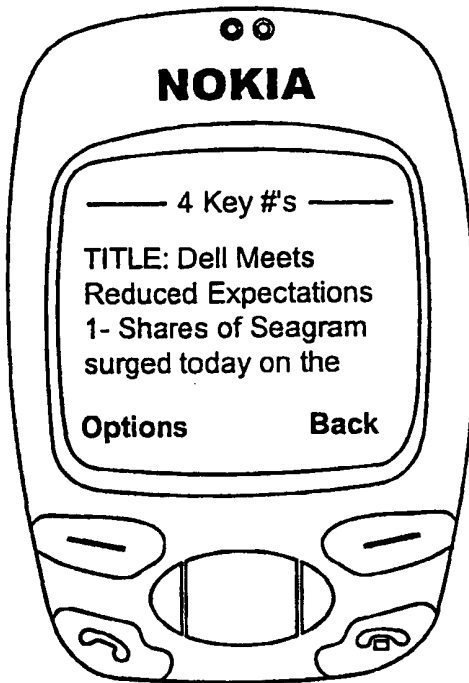 NOKIA
4 Key #'s
TITLE: Dell Meets
Reduced Expectations
1- Shares of Seagram
surged today on the
Options Back